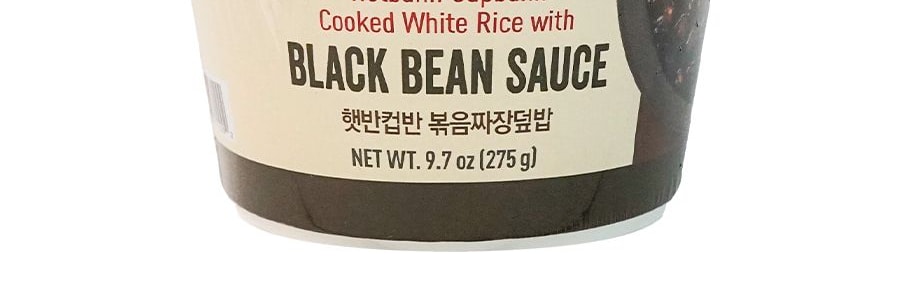 Cooked White Rice with
BLACK BEAN SAUCE
햇반컵반 볶음짜장덮밥
NET WT. 9.7 oz (275 g)